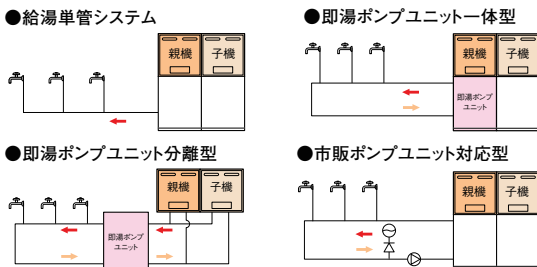 ●給湯単管システム
親機 子機
●即湯ポンプユニット一体型
親機 子機
即湯ポンプ
ユニット
●即湯ポンプユニット分離型
親機 子機
即湯ポンプ
ユニット
●市販ポンプユニット対応型
親機 子機